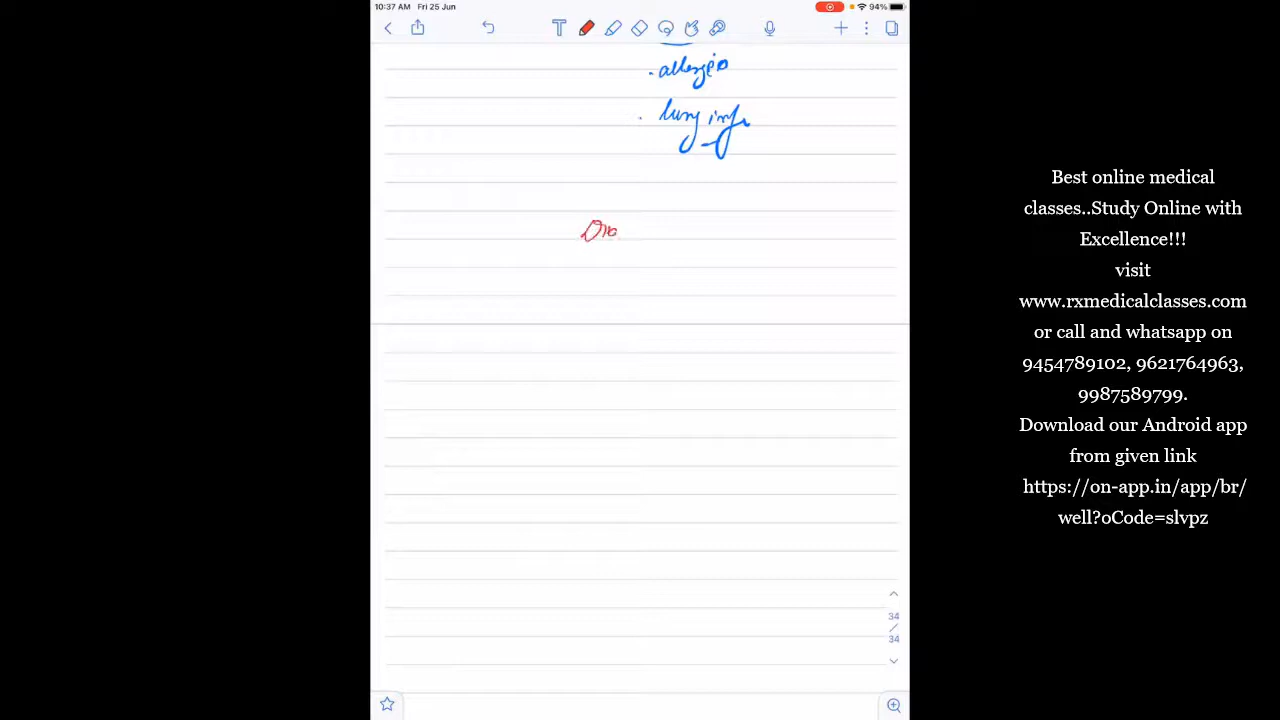 10:37 AM Fri 25 Jun
94%
. lung inf
34
34
Best online medical
classes..Study Online with
Excellence!!!
visit
www.rxmedicalclasses.com
or call and whatsapp on
9454789102, 9621764963,
9987589799.
Download our Android app
from given link
https://on-app.in/app/br/
well?oCode=slvpz